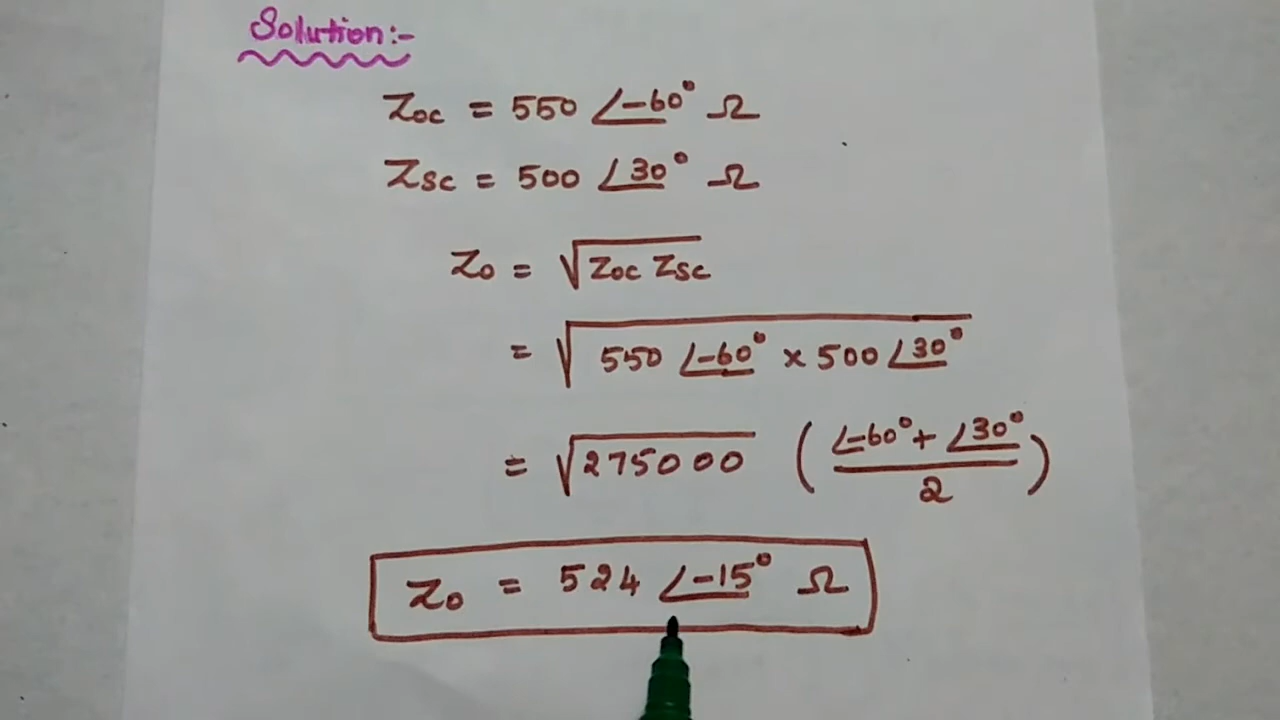 Solution:-
Zoc = 550 ∠-60° Ω
Zsc = 500 ∠30° Ω
Zo = √Zoc Zsc
= √550 ∠-60° × 500 ∠30°
= √275000 (∠-60° + ∠30° / 2)
Zo = 524 ∠-15° Ω